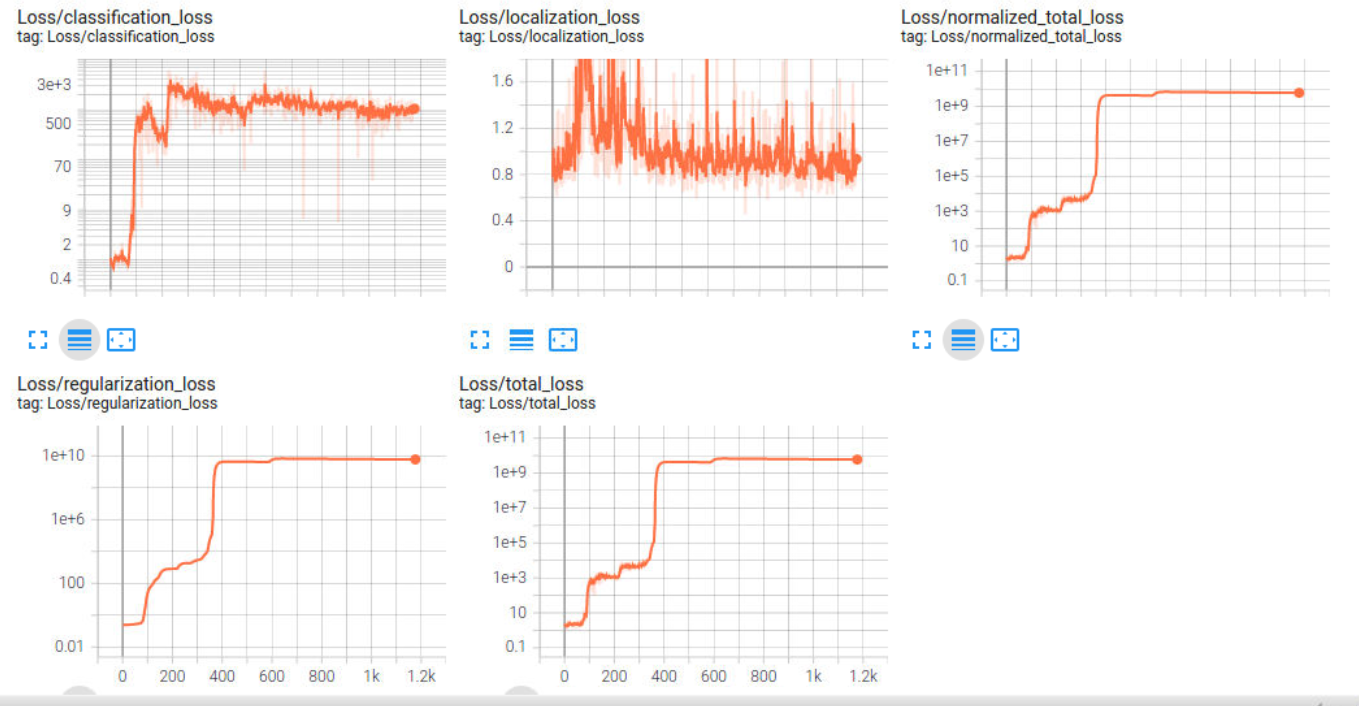 Loss/classification_loss
tag: Loss/classification_loss
3e+3
500
70
9
2
0.4
Loss/localization_loss
tag: Loss/localization_loss
1.6
1.2
0.8
0.4
0
Loss/normalized_total_loss
tag: Loss/normalized_total_loss
1e+11
1e+9
1e+7
1e+5
1e+3
10
0.1
Loss/regularization_loss
tag: Loss/regularization_loss
1e+10
1e+6
100
0.01
0 200 400 600 800 1k 1.2k
Loss/total_loss
tag: Loss/total_loss
1e+11
1e+9
1e+7
1e+5
1e+3
10
0.1
0 200 400 600 800 1k 1.2k